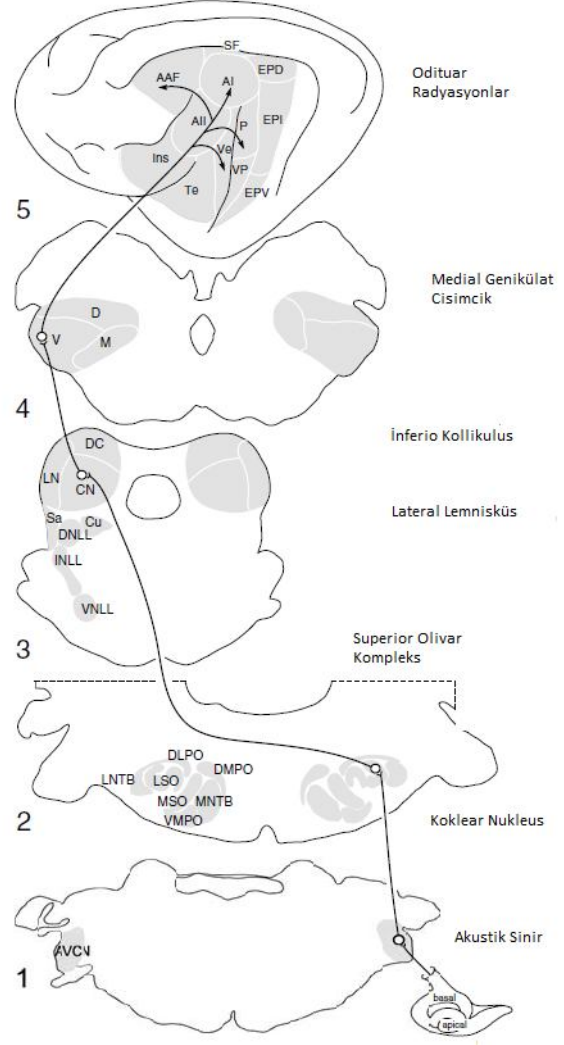 SF
EPD
AAF
AI
Odituar
Radyasyonlar
AII
P
EPI
Ins
Ve
VP
Te
EPV
5
Medial Genikülat
Cisimcik
D
V
M
4
İnferio Kollikulus
DC
LN
CN
Lateral Lemnisküs
Sa
Cu
DNLL
INLL
VNLL
3
Superior Olivar
Kompleks
DLPO
DMPO
LNTB
LSO
MSO
MNTB
VMPO
2
Koklear Nukleus
Akustik Sinir
AVCN
1
basal
apical